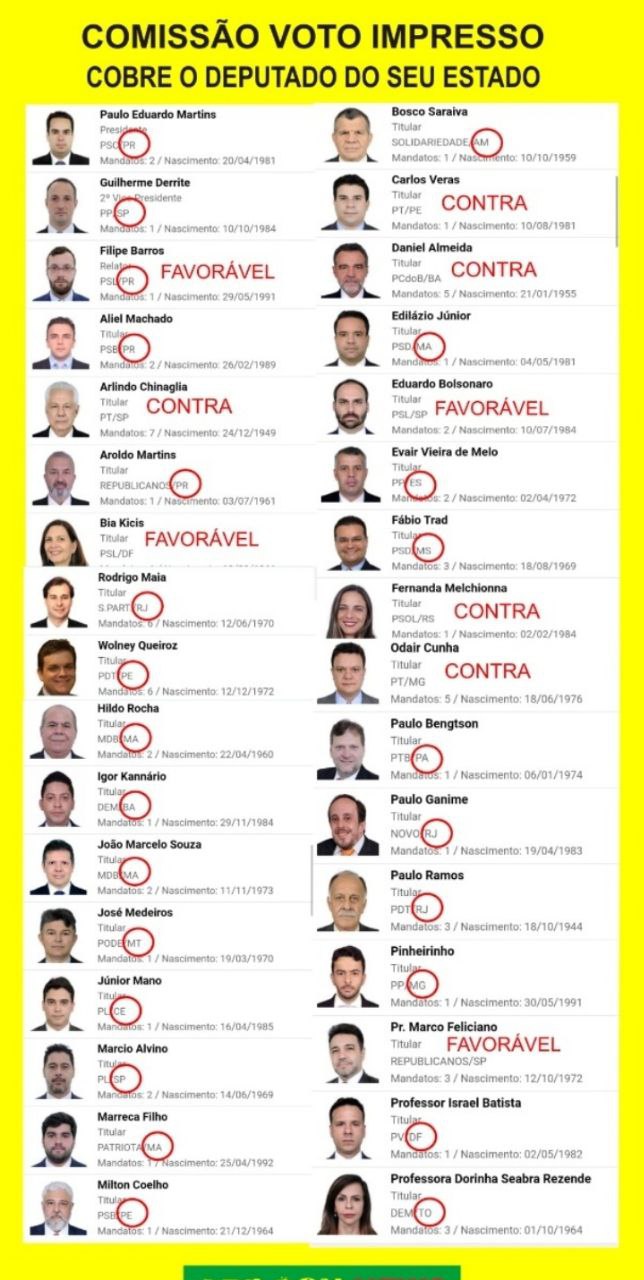 COMISSÃO VOTO IMPRESSO
COBRE O DEPUTADO DO SEU ESTADO
Paulo Eduardo Martins
Presidente
PSC/PR
Mandatos: 2 / Nascimento: 20/04/1981
Guilherme Derrite
2º Vice-Presidente
PP/SP
Mandatos: 1 / Nascimento: 10/10/1984
Filipe Barros
Relator
FAVORÁVEL
PSL/PR
Mandatos: 1 / Nascimento: 29/05/1991
Aliel Machado
Titular
PSB/PR
Mandatos: 2 / Nascimento: 26/02/1989
Arlindo Chinaglia
Titular
CONTRA
PT/SP
Mandatos: 7 / Nascimento: 24/12/1949
Aroldo Martins
Titular
REPUBLICANOS/PR
Mandatos: 1 / Nascimento: 03/07/1961
Bia Kicis
Titular
FAVORÁVEL
PSL/DF
Rodrigo Maia
Titular
S.PART./RJ
Mandatos: 6 / Nascimento: 12/06/1970
Wolney Queiroz
Titular
PDT/PE
Mandatos: 6 / Nascimento: 12/12/1972
Hildo Rocha
Titular
MDB/MA
Mandatos: 2 / Nascimento: 22/04/1960
Igor Kannário
Titular
DEM/BA
Mandatos: 1 / Nascimento: 29/11/1984
João Marcelo Souza
Titular
MDB/MA
Mandatos: 2 / Nascimento: 11/11/1973
José Medeiros
Titular
PODE/MT
Mandatos: 1 / Nascimento: 19/03/1970
Júnior Mano
Titular
PL/CE
Mandatos: 1 / Nascimento: 16/04/1985
Marcio Alvino
Titular
PL/SP
Mandatos: 2 / Nascimento: 14/06/1969
Marreca Filho
Titular
PATRIOTA/MA
Mandatos: 1 / Nascimento: 25/04/1992
Milton Coelho
Titular
PSB/PE
Mandatos: 1 / Nascimento: 21/12/1964
Bosco Saraiva
Titular
SOLIDARIEDADE/AM
Mandatos: 1 / Nascimento: 10/10/1959
Carlos Veras
Titular
CONTRA
PT/PE
Mandatos: 1 / Nascimento: 10/08/1981
Daniel Almeida
Titular
CONTRA
PCdoB/BA
Mandatos: 5 / Nascimento: 21/01/1955
Edilázio Júnior
Titular
PSD/MA
Mandatos: 1 / Nascimento: 04/05/1981
Eduardo Bolsonaro
Titular
FAVORÁVEL
PSL/SP
Mandatos: 2 / Nascimento: 10/07/1984
Evair Vieira de Melo
Titular
PP/ES
Mandatos: 2 / Nascimento: 02/04/1972
Fábio Trad
Titular
PSD/MS
Mandatos: 3 / Nascimento: 18/08/1969
Fernanda Melchionna
Titular
CONTRA
PSOL/RS
Mandatos: 1 / Nascimento: 02/02/1984
Odair Cunha
Titular
CONTRA
PT/MG
Mandatos: 5 / Nascimento: 18/06/1976
Paulo Bengtson
Titular
PTB/PA
Mandatos: 1 / Nascimento: 06/01/1974
Paulo Ganime
Titular
NOVO/RJ
Mandatos: 1 / Nascimento: 19/04/1983
Paulo Ramos
Titular
PDT/RJ
Mandatos: 3 / Nascimento: 18/10/1944
Pinheirinho
Titular
PP/MG
Mandatos: 1 / Nascimento: 30/05/1991
Pr. Marco Feliciano
Titular
FAVORÁVEL
REPUBLICANOS/SP
Mandatos: 3 / Nascimento: 12/10/1972
Professor Israel Batista
Titular
PV/DF
Mandatos: 1 / Nascimento: 02/05/1982
Professora Dorinha Seabra Rezende
Titular
DEM/TO
Mandatos: 3 / Nascimento: 01/10/1964